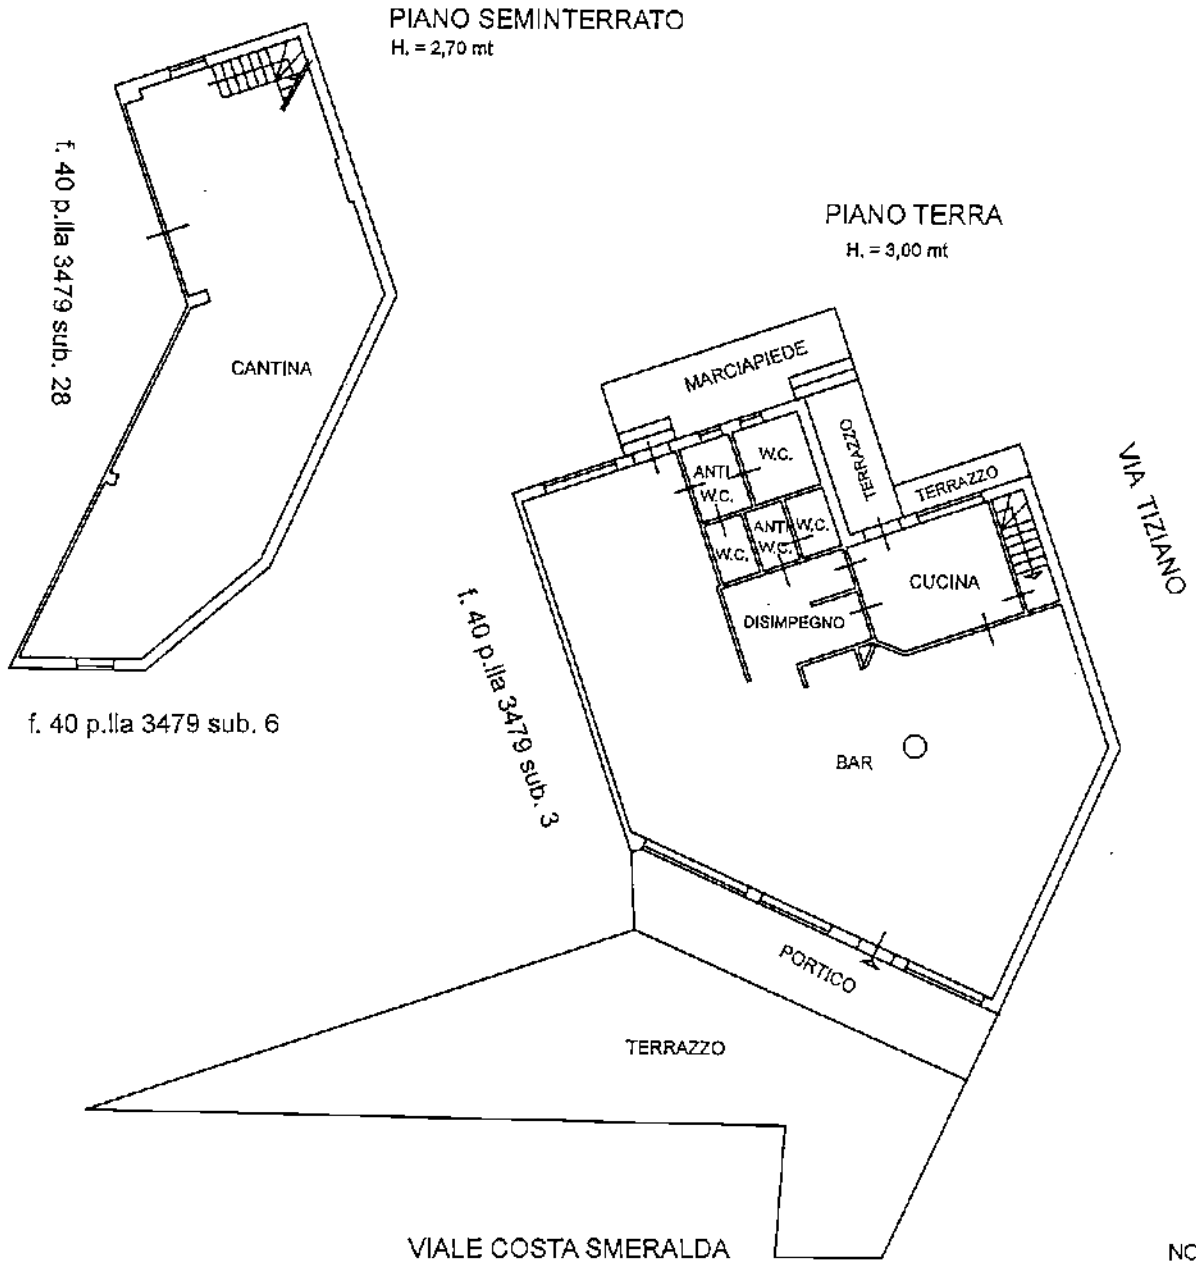 PIANO SEMINTERRATO
H. = 2,70 mt
f. 40 p.lla 3479 sub. 28
CANTINA
f. 40 p.lla 3479 sub. 6
PIANO TERRA
H. = 3,00 mt
MARCIAPIEDE
TERRAZZO
TERRAZZO
VIA TIZIANO
ANTI
W.C.
W.C.
W.C.
ANTI
W.C.
W.C.
CUCINA
DISIMPEGNO
f. 40 p.lla 3479 sub. 3
BAR
PORTICO
TERRAZZO
VIALE COSTA SMERALDA
NO